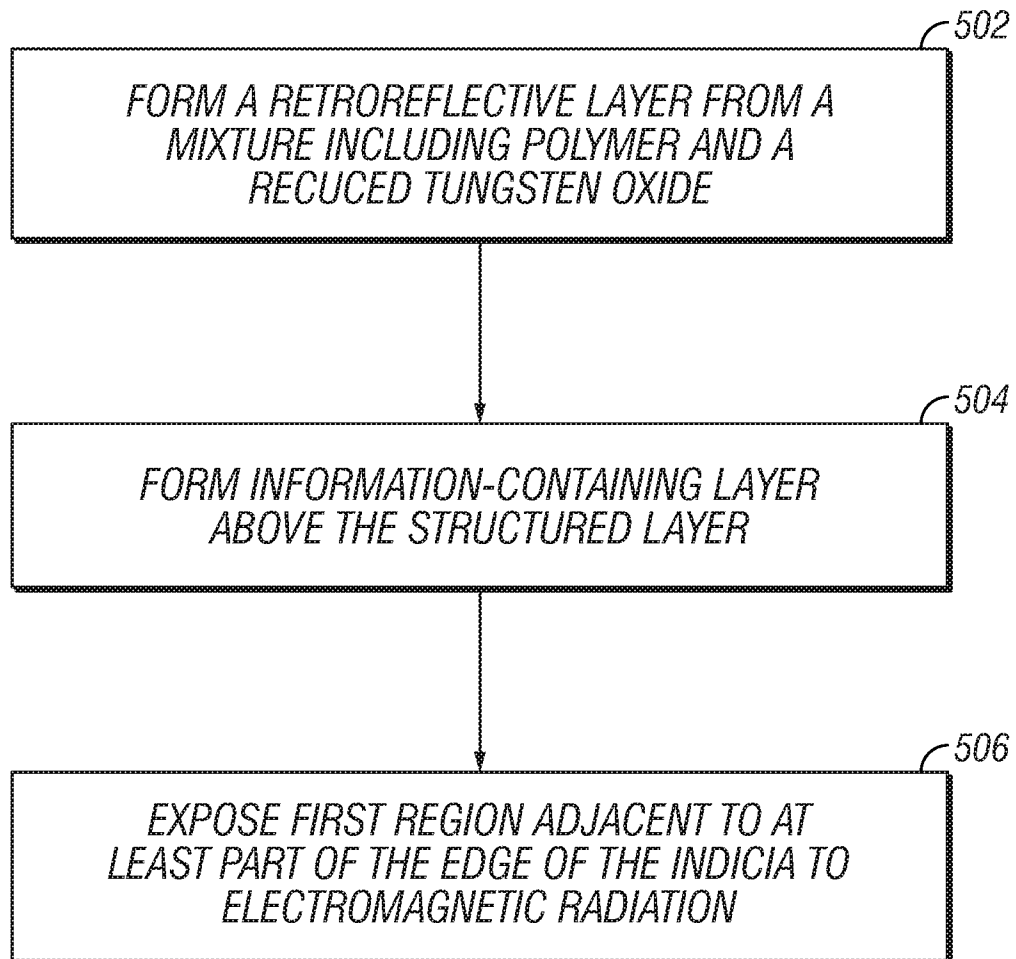 502
FORM A RETROREFLECTIVE LAYER FROM A
MIXTURE INCLUDING POLYMER AND A
RECUCED TUNGSTEN OXIDE
504
FORM INFORMATION-CONTAINING LAYER
ABOVE THE STRUCTURED LAYER
506
EXPOSE FIRST REGION ADJACENT TO AT
LEAST PART OF THE EDGE OF THE INDICIA TO
ELECTROMAGNETIC RADIATION